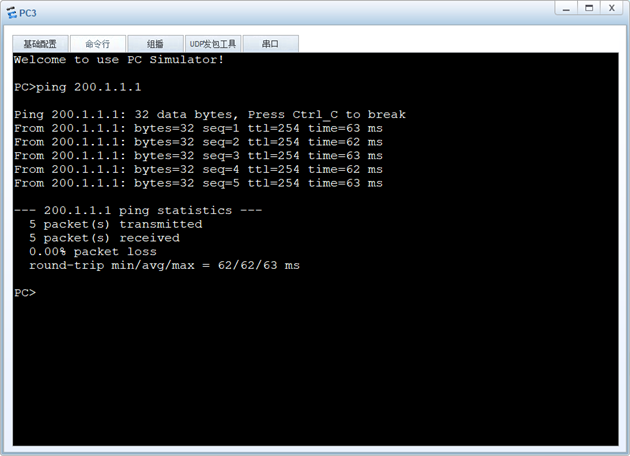 PC3
基础配置 命令行 组播 UDP发包工具 串口
Welcome to use PC Simulator!
PC>ping 200.1.1.1
Ping 200.1.1.1: 32 data bytes, Press Ctrl_C to break
From 200.1.1.1: bytes=32 seq=1 ttl=254 time=63 ms
From 200.1.1.1: bytes=32 seq=2 ttl=254 time=62 ms
From 200.1.1.1: bytes=32 seq=3 ttl=254 time=63 ms
From 200.1.1.1: bytes=32 seq=4 ttl=254 time=62 ms
From 200.1.1.1: bytes=32 seq=5 ttl=254 time=63 ms
--- 200.1.1.1 ping statistics ---
5 packet(s) transmitted
5 packet(s) received
0.00% packet loss
round-trip min/avg/max = 62/62/63 ms
PC>